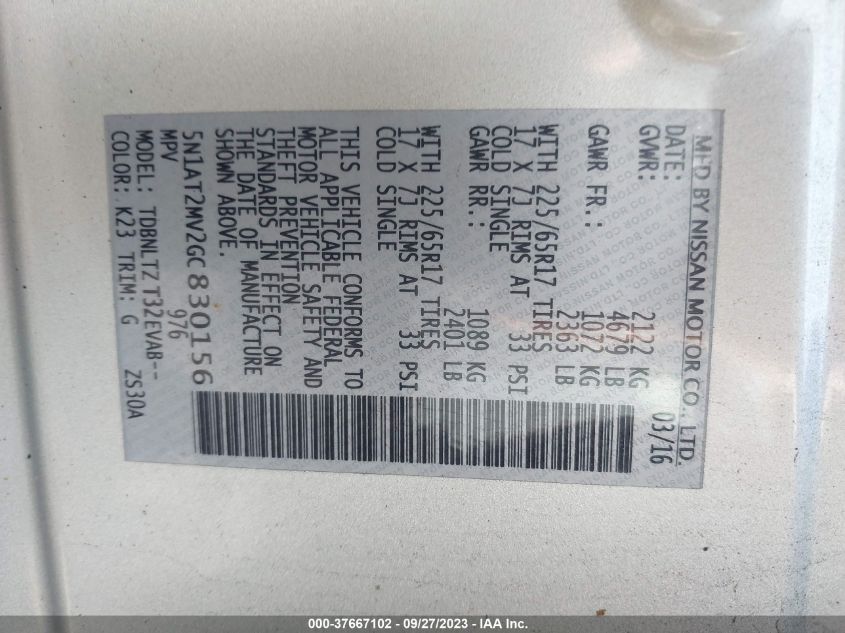 MFD BY NISSAN MOTOR CO., LTD.
DATE: 03/16
GVWR: 2122 KG
4679 LB
GAWR FR.: 1072 KG
2363 LB
WITH 225/65R17 TIRES
17 X 7J RIMS AT 33 PSI
COLD SINGLE
GAWR RR.: 1089 KG
2401 LB
WITH 225/65R17 TIRES
17 X 7J RIMS AT 33 PSI
COLD SINGLE
THIS VEHICLE CONFORMS TO
ALL APPLICABLE FEDERAL
MOTOR VEHICLE SAFETY AND
THEFT PREVENTION
STANDARDS IN EFFECT ON
THE DATE OF MANUFACTURE
SHOWN ABOVE.
5N1AT2MV2GC830156
MPV 976
MODEL: TDBNLTZ T32EVAB--
COLOR: K23 TRIM: G ZS30A
000-37667102 - 09/27/2023 - IAA Inc.